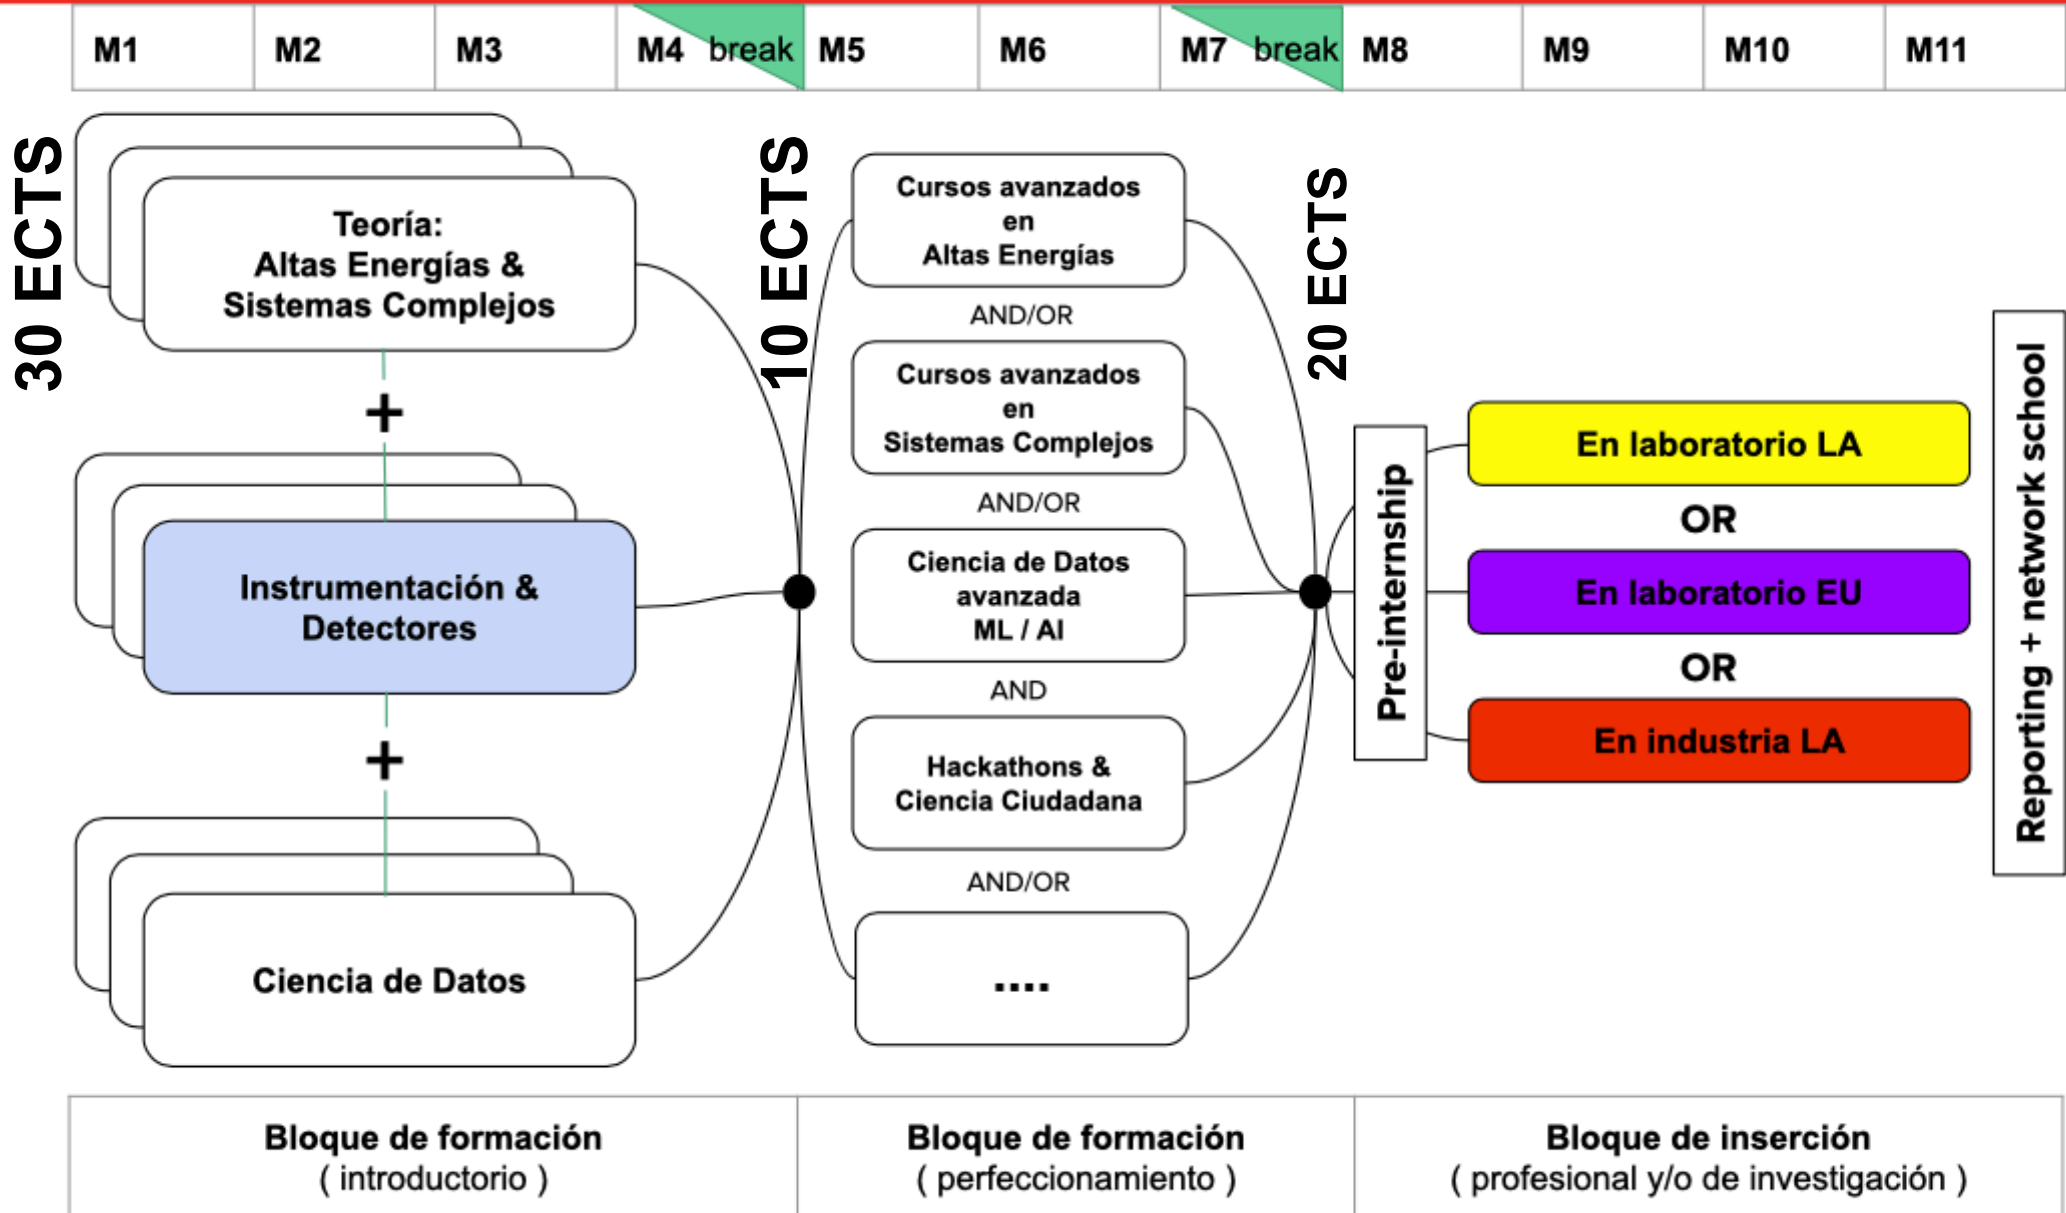 M1 M2 M3 M4 break M5 M6 M7 break M8 M9 M10 M11
30 ECTS
Teoría:
Altas Energías &
Sistemas Complejos
+
Instrumentación &
Detectores
+
Ciencia de Datos
10 ECTS
Cursos avanzados
en
Altas Energías
AND/OR
Cursos avanzados
en
Sistemas Complejos
AND/OR
Ciencia de Datos
avanzada
ML / AI
AND
Hackathons &
Ciencia Ciudadana
AND/OR
....
20 ECTS
Pre-internship
En laboratorio LA
OR
En laboratorio EU
OR
En industria LA
Reporting + network school
Bloque de formación
( introductorio )
Bloque de formación
( perfeccionamiento )
Bloque de inserción
( profesional y/o de investigación )